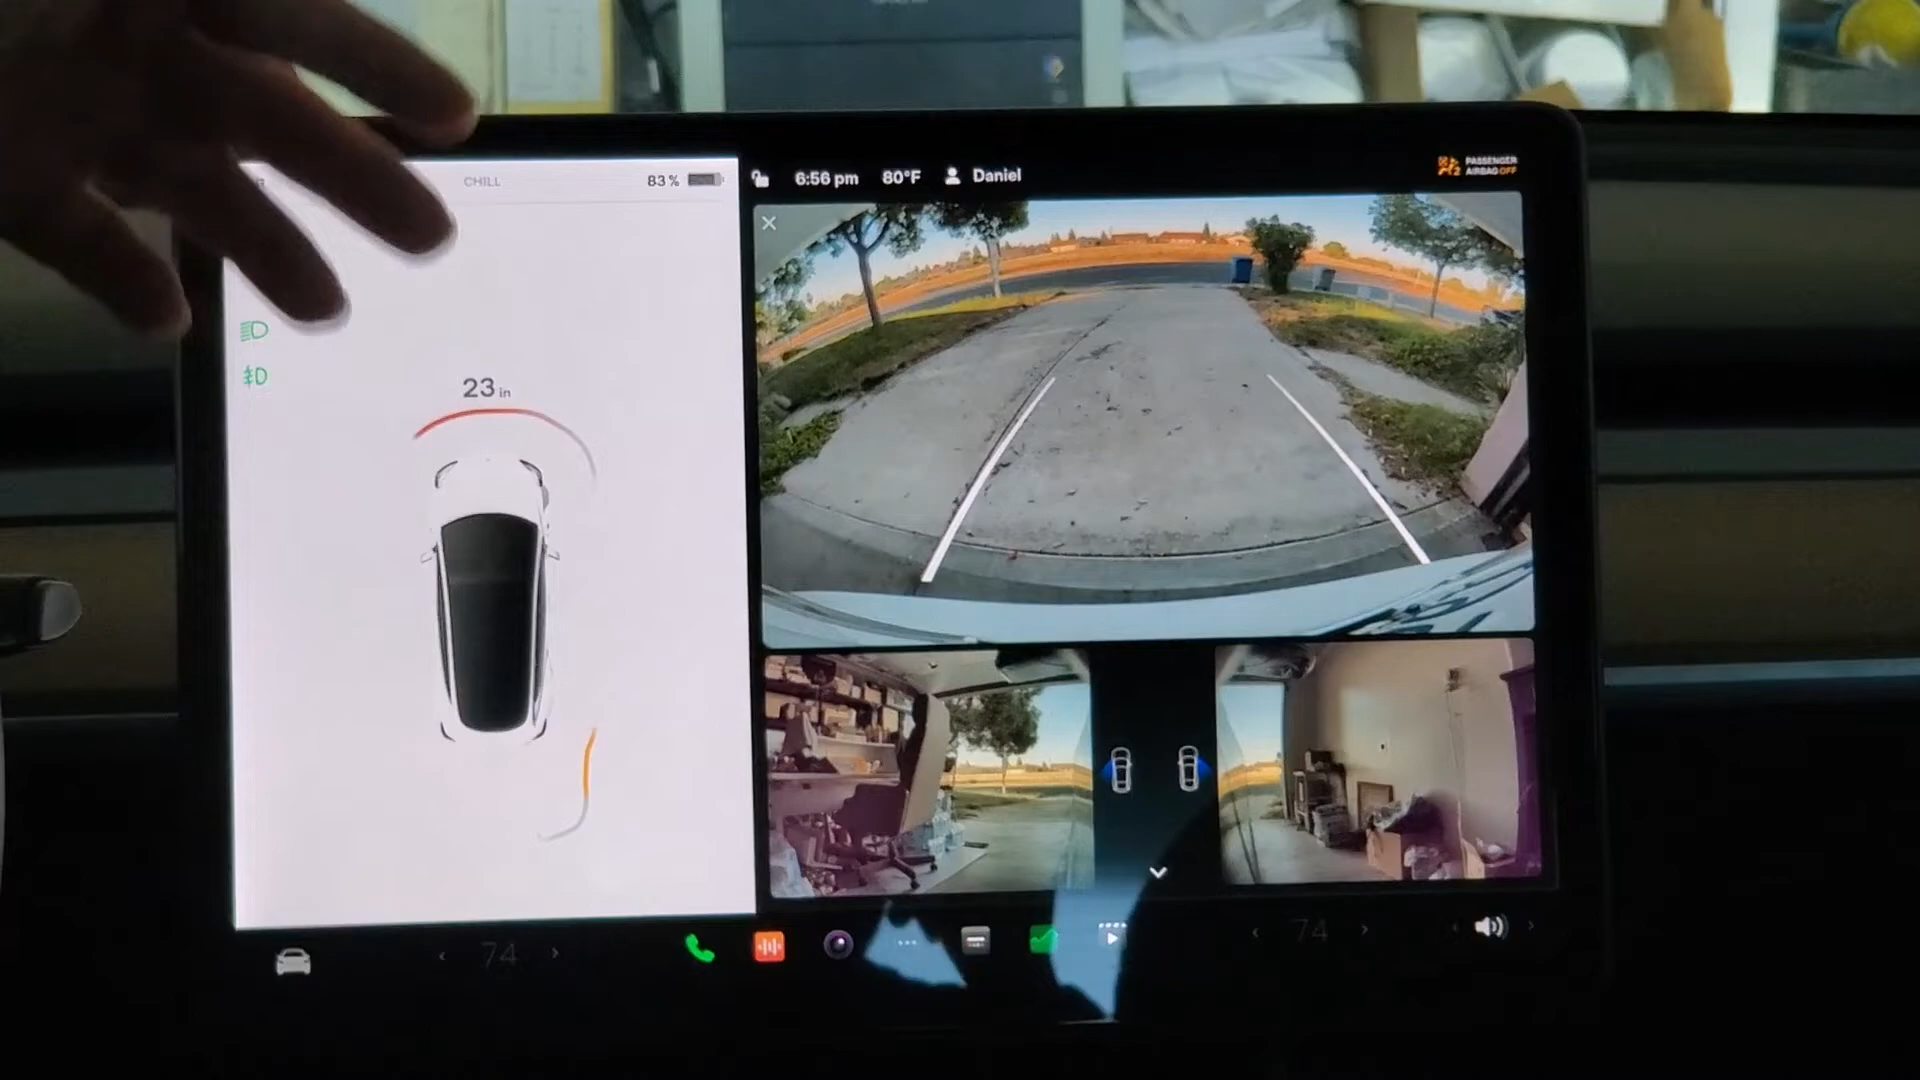 CHILL
83 %
6:56 pm 80°F Daniel
PASSENGER
AIRBAG OFF
23 in
74
74